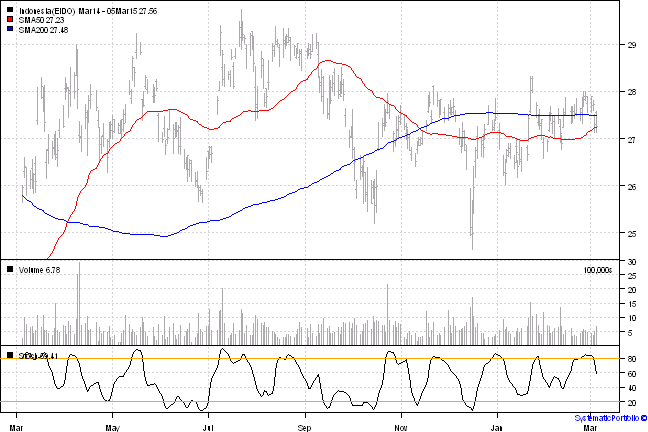 Indonesia(EIDO) Mar14 - 05Mar15 27.56
SMA50 27.23
SMA200 27.48
29
28
27
26
25
Volume 6.78
100,000s
30
25
20
15
10
5
80
60
40
20
Mar
May
Jul
Sep
Nov
Jan
Mar
SystematicPortfolio ©